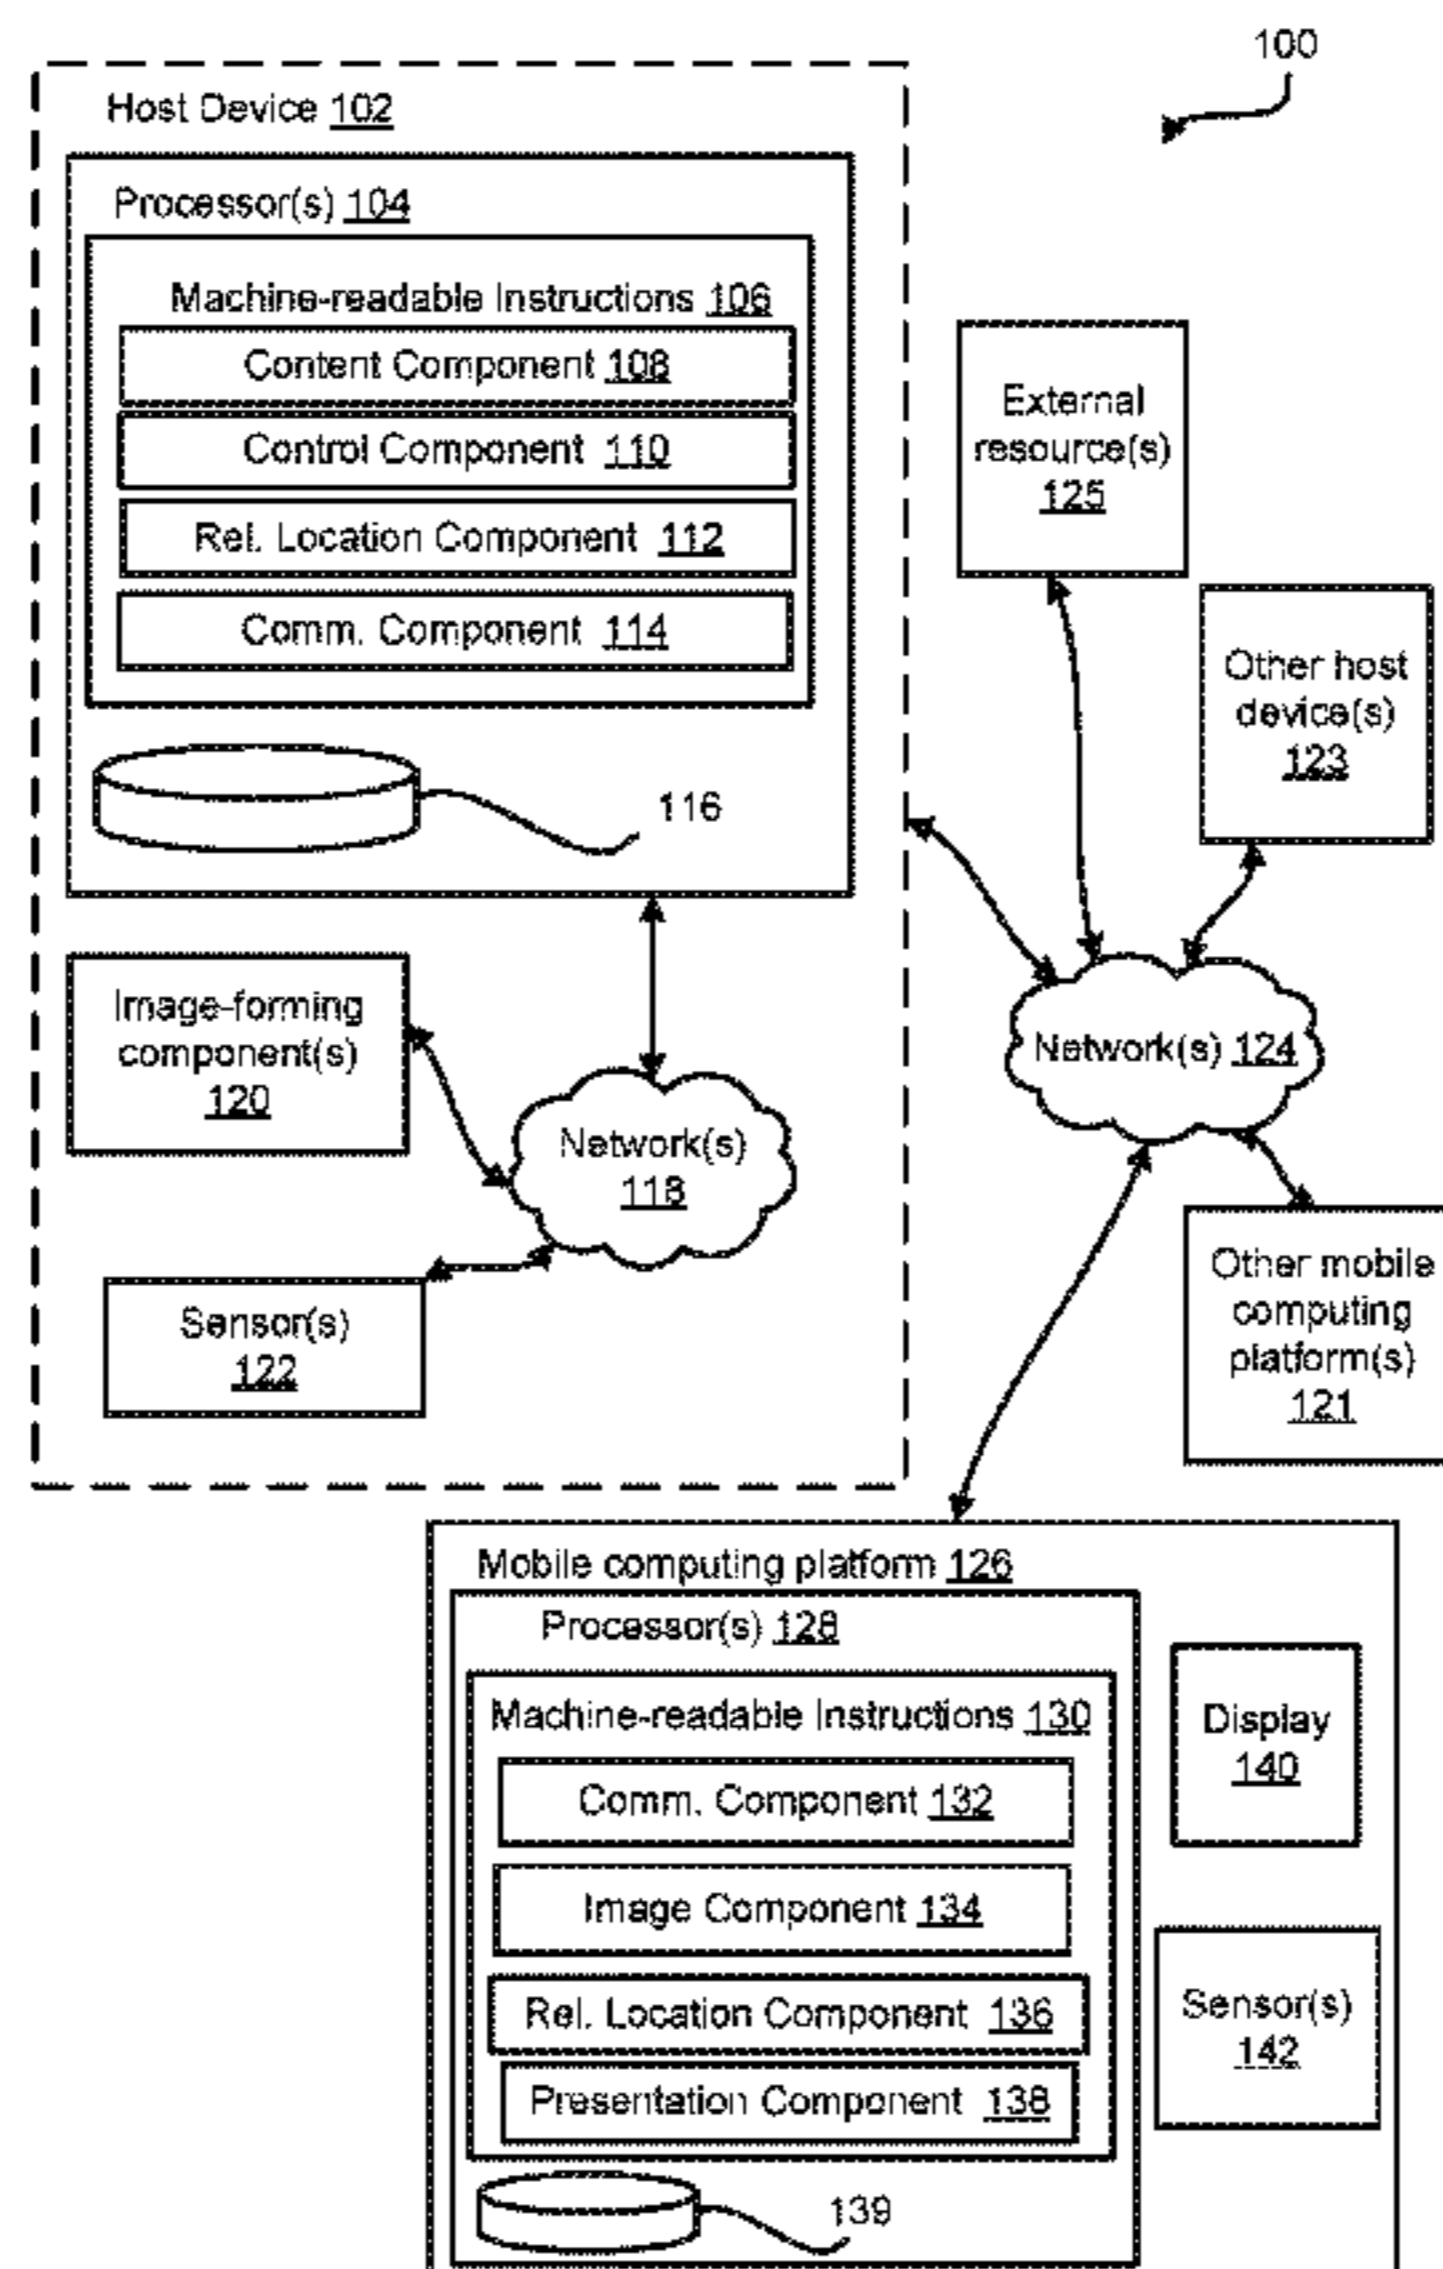 100
Host Device 102
Processor(s) 104
Machine-readable Instructions 106
Content Component 108
Control Component 110
Rel. Location Component 112
Comm. Component 114
116
External
resource(s)
125
Other host
device(s)
123
Image-forming
component(s)
120
Network(s)
118
Sensor(s)
122
Network(s) 124
Other mobile
computing
platform(s)
121
Mobile computing platform 126
Processor(s) 128
Machine-readable Instructions 130
Comm. Component 132
Image Component 134
Rel. Location Component 136
Presentation Component 138
139
Display
140
Sensor(s)
142